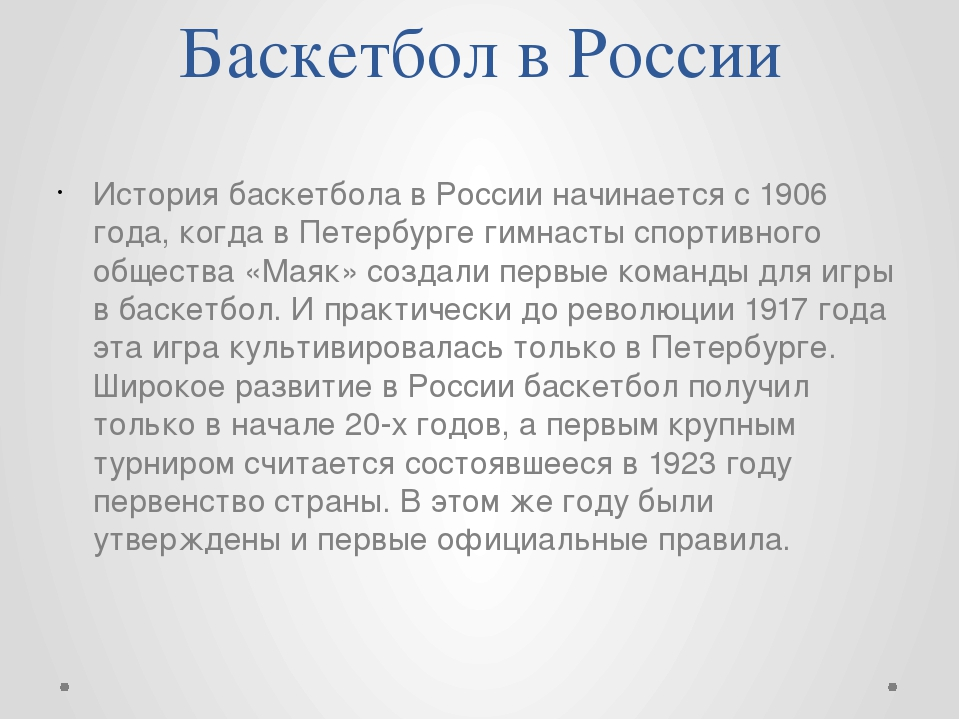 Баскетбол в России
История баскетбола в России начинается с 1906
года, когда в Петербурге гимнасты спортивного
общества «Маяк» создали первые команды для игры
в баскетбол. И практически до революции 1917 года
эта игра культивировалась только в Петербурге.
Широкое развитие в России баскетбол получил
только в начале 20-х годов, а первым крупным
турниром считается состоявшееся в 1923 году
первенство страны. В этом же году были
утверждены и первые официальные правила.